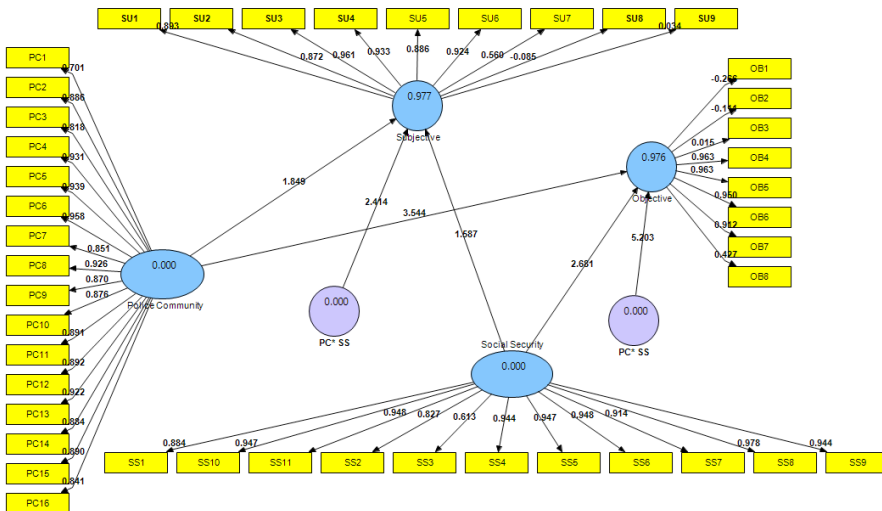 SU1 SU2 SU3 SU4 SU5 SU6 SU7 SU8 SU9
0.893 0.872 0.961 0.933 0.886 0.924 0.560 -0.085 0.034
PC1
0.701
PC2
0.886
PC3
0.818
PC4
0.931
PC5
0.939
PC6
0.958
PC7
0.851
PC8
0.926
PC9
0.870
0.876
PC10
0.891
PC11
0.892
PC12
0.922
PC13
0.884
PC14
0.890
PC15
0.841
PC16
0.977
Subjective
0.976
Objective
OB1
-0.266
OB2
OB3
0.015
OB4
0.963
OB5
0.963
OB6
0.950
OB7
0.912
OB8
0.427
1.849
2.414
3.544
1.587
2.681
5.203
0.000
Police Community
0.000
PC* SS
0.000
PC* SS
Social Security
0.000
0.884 0.947 0.948 0.827 0.613 0.944 0.947 0.948 0.914 0.978 0.944
SS1 SS10 SS11 SS2 SS3 SS4 SS5 SS6 SS7 SS8 SS9